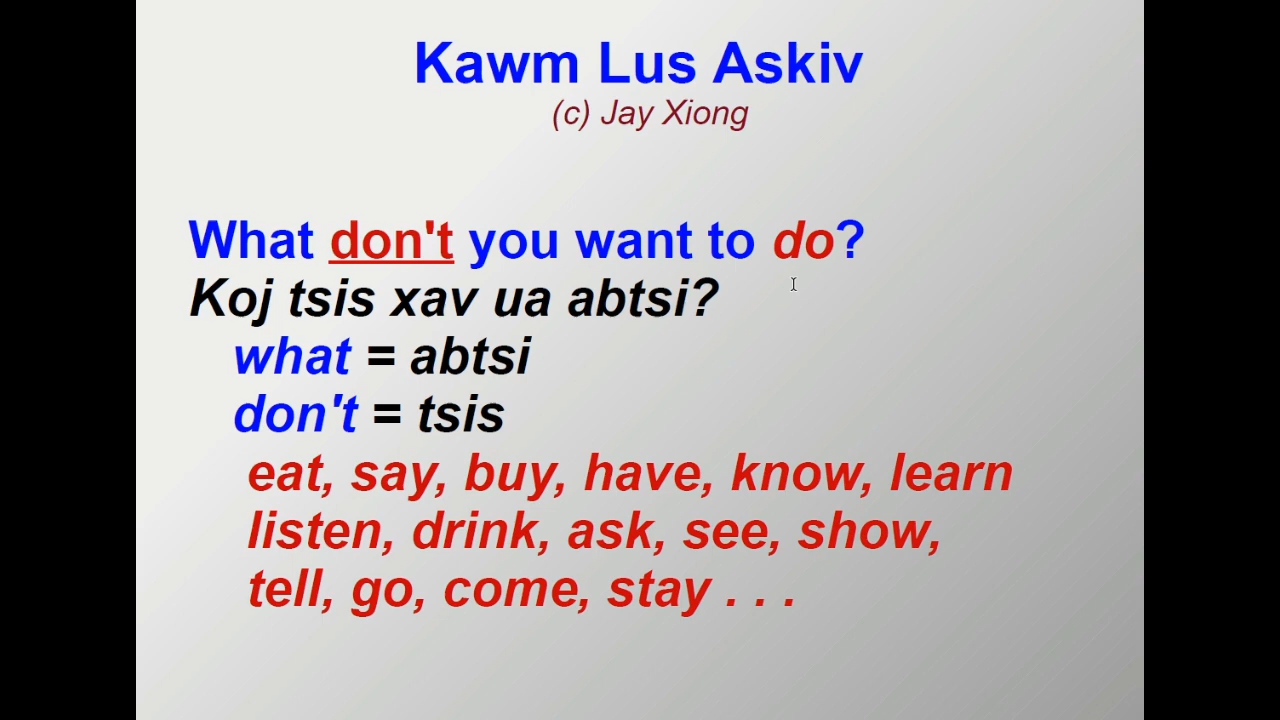 Kawm Lus Askiv
(c) Jay Xiong
What don't you want to do?
Koj tsis xav ua abtsi?
what = abtsi
don't = tsis
eat, say, buy, have, know, learn
listen, drink, ask, see, show,
tell, go, come, stay . . .